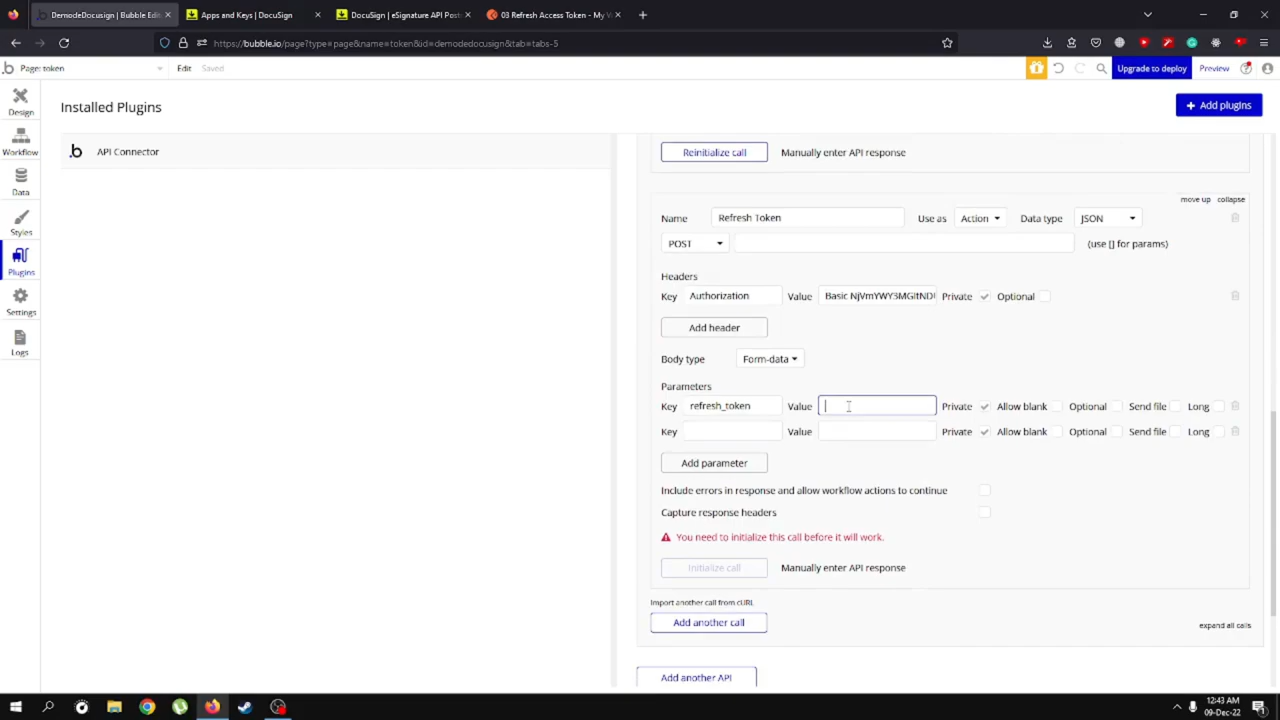 DemodeDocusign | Bubble Edit
Apps and Keys | DocuSign
DocuSign | eSignature API Post
03 Refresh Access Token - My
https://bubble.io/page?type=page&name=token&id=demodedocusign&tab=tabs-5
Page: token
Edit
Saved
Upgrade to deploy
Preview
Design
Workflow
Data
Styles
Plugins
Settings
Logs
Installed Plugins
+ Add plugins
API Connector
Reinitialize call
Manually enter API response
move up collapse
Name Refresh Token Use as Action Data type JSON
POST (use [] for params)
Headers
Key Authorization Value Private Optional
Add header
Body type Form-data
Parameters
Key refresh_token Value Private Allow blank Optional Send file Long
Key Value Private Allow blank Optional Send file Long
Add parameter
Include errors in response and allow workflow actions to continue
Capture response headers
You need to initialize this call before it will work.
Initialize call Manually enter API response
Import another call from cURL
Add another call
expand all calls
Add another API
12:43 AM
09-Dec-22